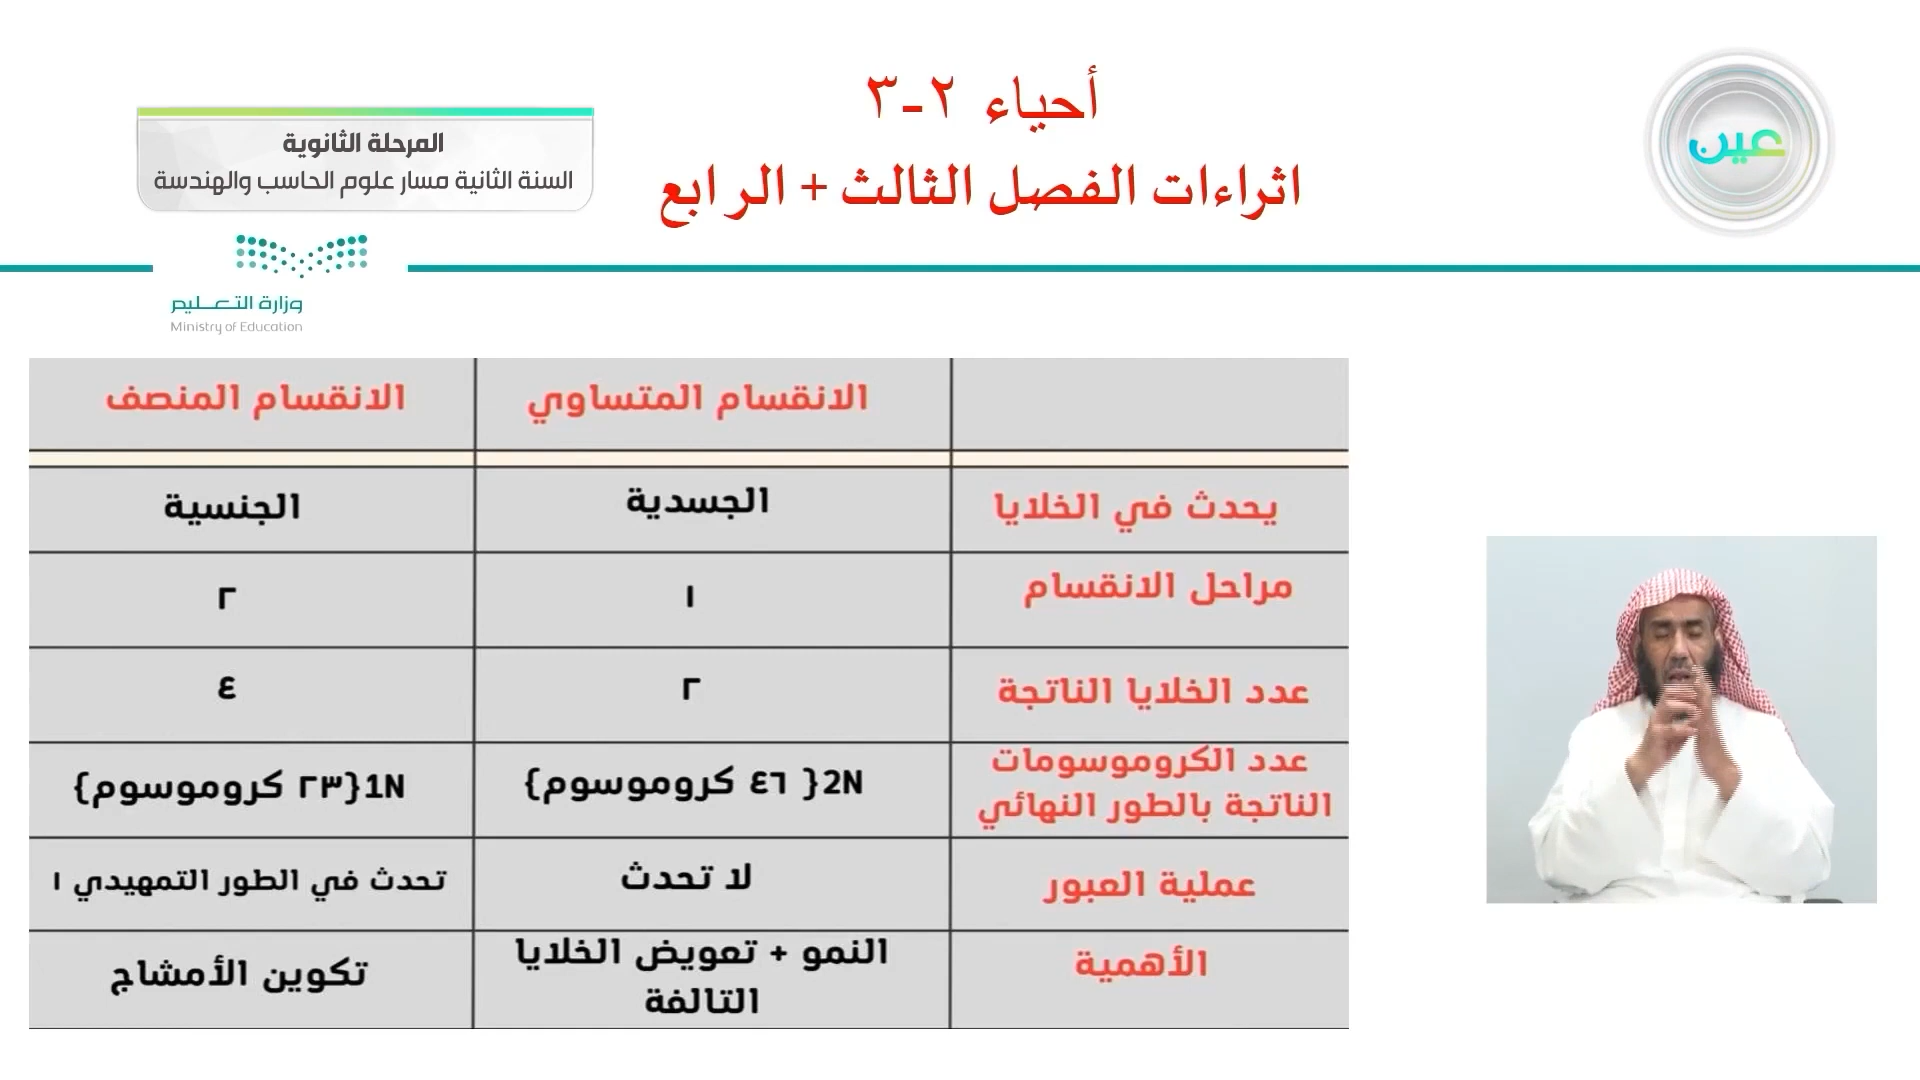 أحياء ٢-٣
اثراءات الفصل الثالث + الرابع
عين
المرحلة الثانوية
السنة الثانية مسار علوم الحاسب والهندسة
وزارة التعليم
Ministry of Education
الانقسام المتساوي الانقسام المنصف
يحدث في الخلايا الجسدية الجنسية
مراحل الانقسام ١ ٢
عدد الخلايا الناتجة ٢ ٤
عدد الكروموسومات
الناتجة بالطور النهائي 2N{ ٤٦ كروموسوم} 1N{٢٣ كروموسوم}
عملية العبور لا تحدث تحدث في الطور التمهيدي ١
الأهمية النمو + تعويض الخلايا
التالفة تكوين الأمشاج